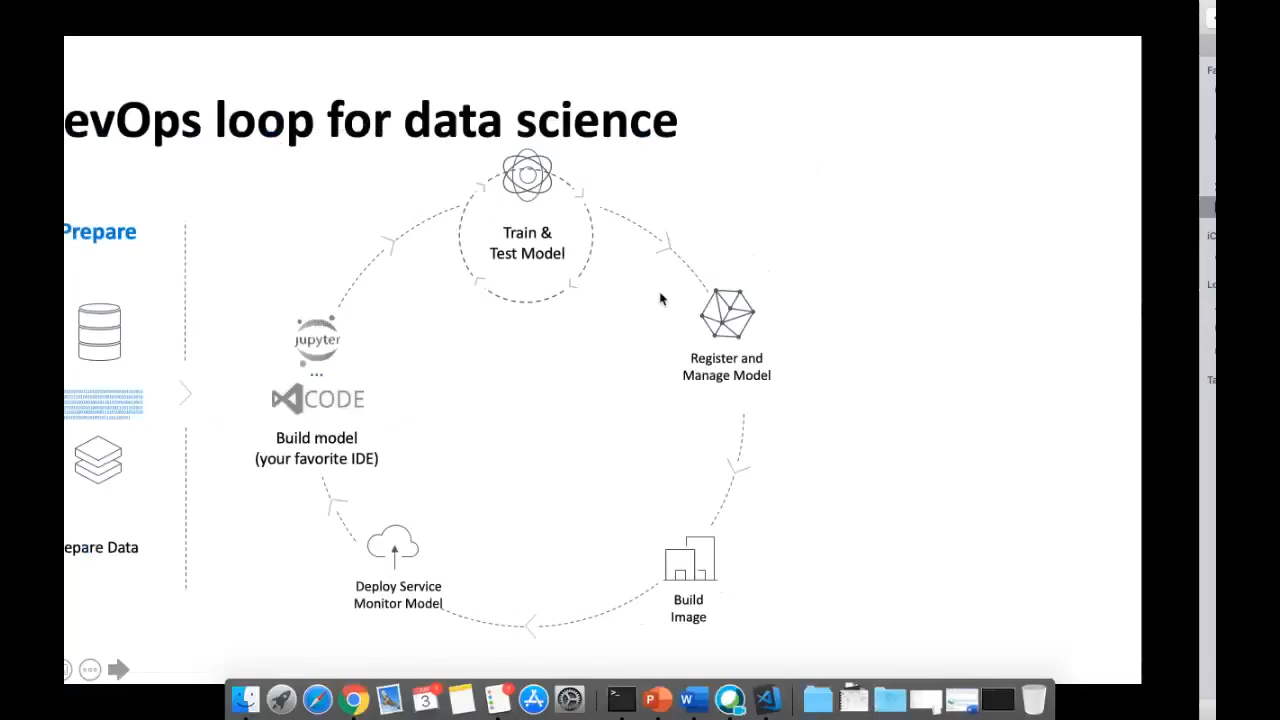 evOps loop for data science
Prepare
Train &
Test Model
jupyter
...
CODE
Build model
(your favorite IDE)
Register and
Manage Model
epare Data
Deploy Service
Monitor Model
Build
Image
3
W